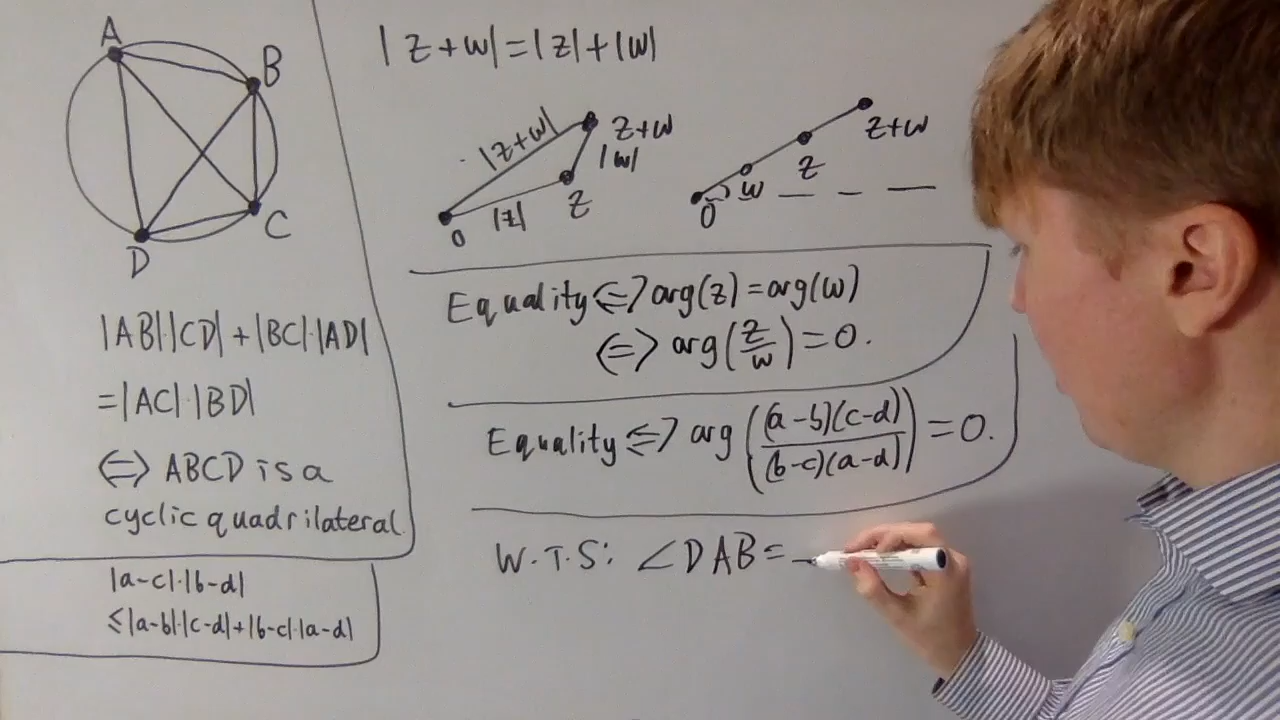 A
B
C
D
|AB|·|CD|+|BC|·|AD|
=|AC|·|BD|
⇔ ABCD is a
cyclic quadrilateral
|a-c|·|b-d|
≤|a-b|·|c-d|+|b-c|·|a-d|
|z+w|=|z|+|w|
|z+w|
z+w
|w|
|z|
z
0
z+w
z
w
0
Equality ⇔ arg(z)=arg(w)
⇔ arg(z/w)=0.
Equality ⇔ arg((a-b)(c-d)/(b-c)(a-d))=0.
W.T.S: ∠DAB=-